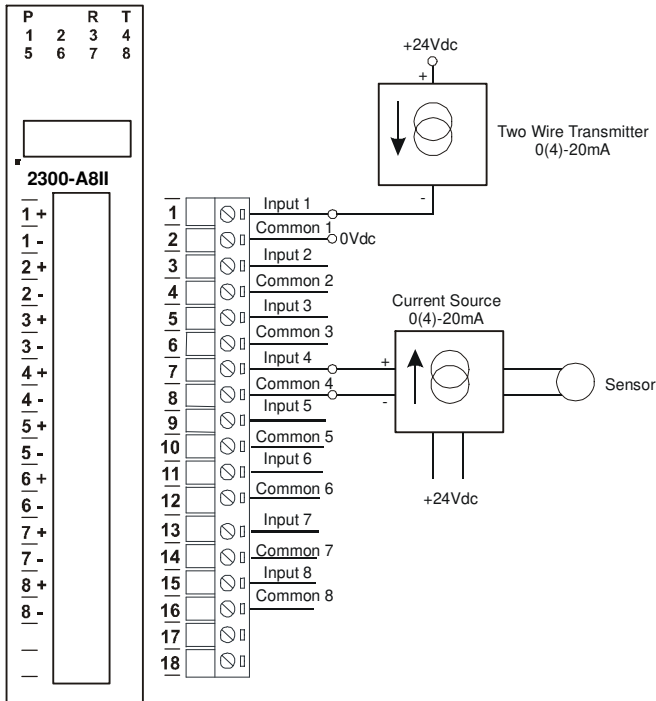 P R T
1 2 3 4
5 6 7 8
2300-A8II
1 +
1 -
2 +
2 -
3 +
3 -
4 +
4 -
5 +
5 -
6 +
6 -
7 +
7 -
8 +
8 -
1
2
3
4
5
6
7
8
9
10
11
12
13
14
15
16
17
18
Input 1
Common 1
0Vdc
Input 2
Common 2
Input 3
Common 3
Input 4
Common 4
Input 5
Common 5
Input 6
Common 6
Input 7
Common 7
Input 8
Common 8
+24Vdc
+
-
Two Wire Transmitter
0(4)-20mA
Current Source
0(4)-20mA
+
-
Sensor
+24Vdc